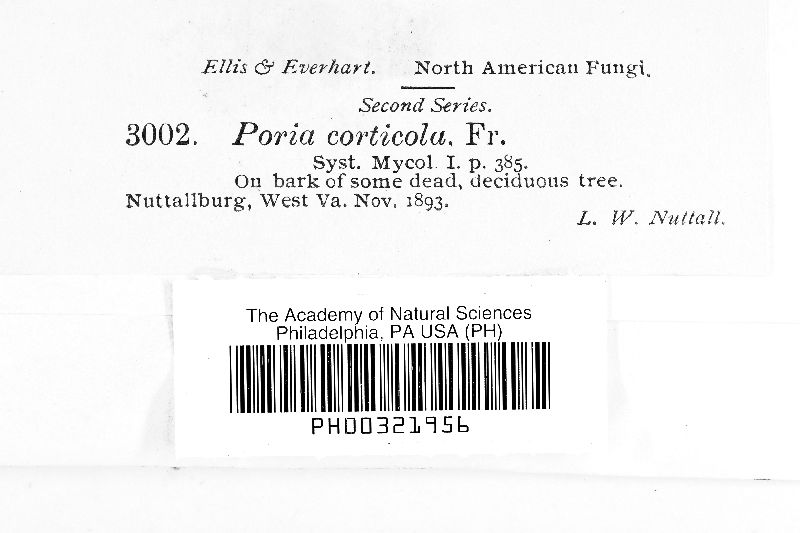 Ellis & Everhart. North American Fungi.
Second Series.
3002. Poria corticola, Fr.
Syst. Mycol I. p. 385.
On bark of some dead, deciduous tree.
Nuttallburg, West Va. Nov. 1893.
L. W. Nuttall.
The Academy of Natural Sciences
Philadelphia, PA USA (PH)
PH00321956